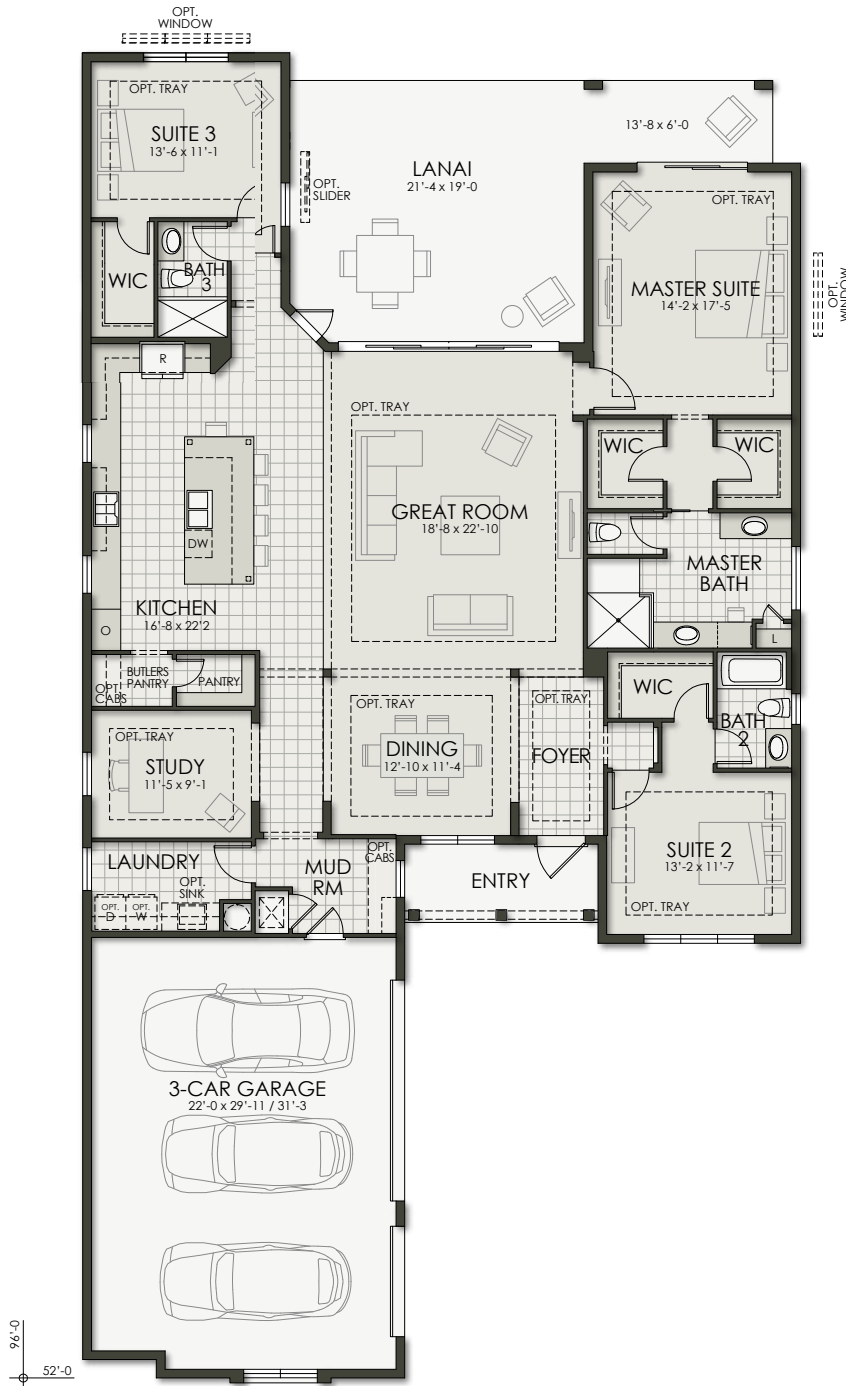 OPT.
WINDOW
OPT. TRAY
SUITE 3
13'-6 x 11'-1
13'-8 x 6'-0
LANAI
21'-4 x 19'-0
OPT.
SLIDER
OPT. TRAY
WIC
BATH
3
MASTER SUITE
14'-2 x 17'-5
OPT.
WINDOW
R
OPT. TRAY
WIC
WIC
GREAT ROOM
18'-8 x 22'-10
DW
MASTER
BATH
KITCHEN
16'-8 x 22'2
O
L
BUTLERS
PANTRY
OPT.
CABS
PANTRY
WIC
OPT. TRAY
OPT. TRAY
OPT. TRAY
BATH
2
STUDY
11'-5 x 9'-1
DINING
12'-10 x 11'-4
FOYER
LAUNDRY
MUD
RM
OPT.
CABS
ENTRY
SUITE 2
13'-2 x 11'-7
OPT. TRAY
OPT.
SINK
OPT.
D
OPT.
W
3-CAR GARAGE
22'-0 x 29'-11 / 31'-3
96'-0
52'-0